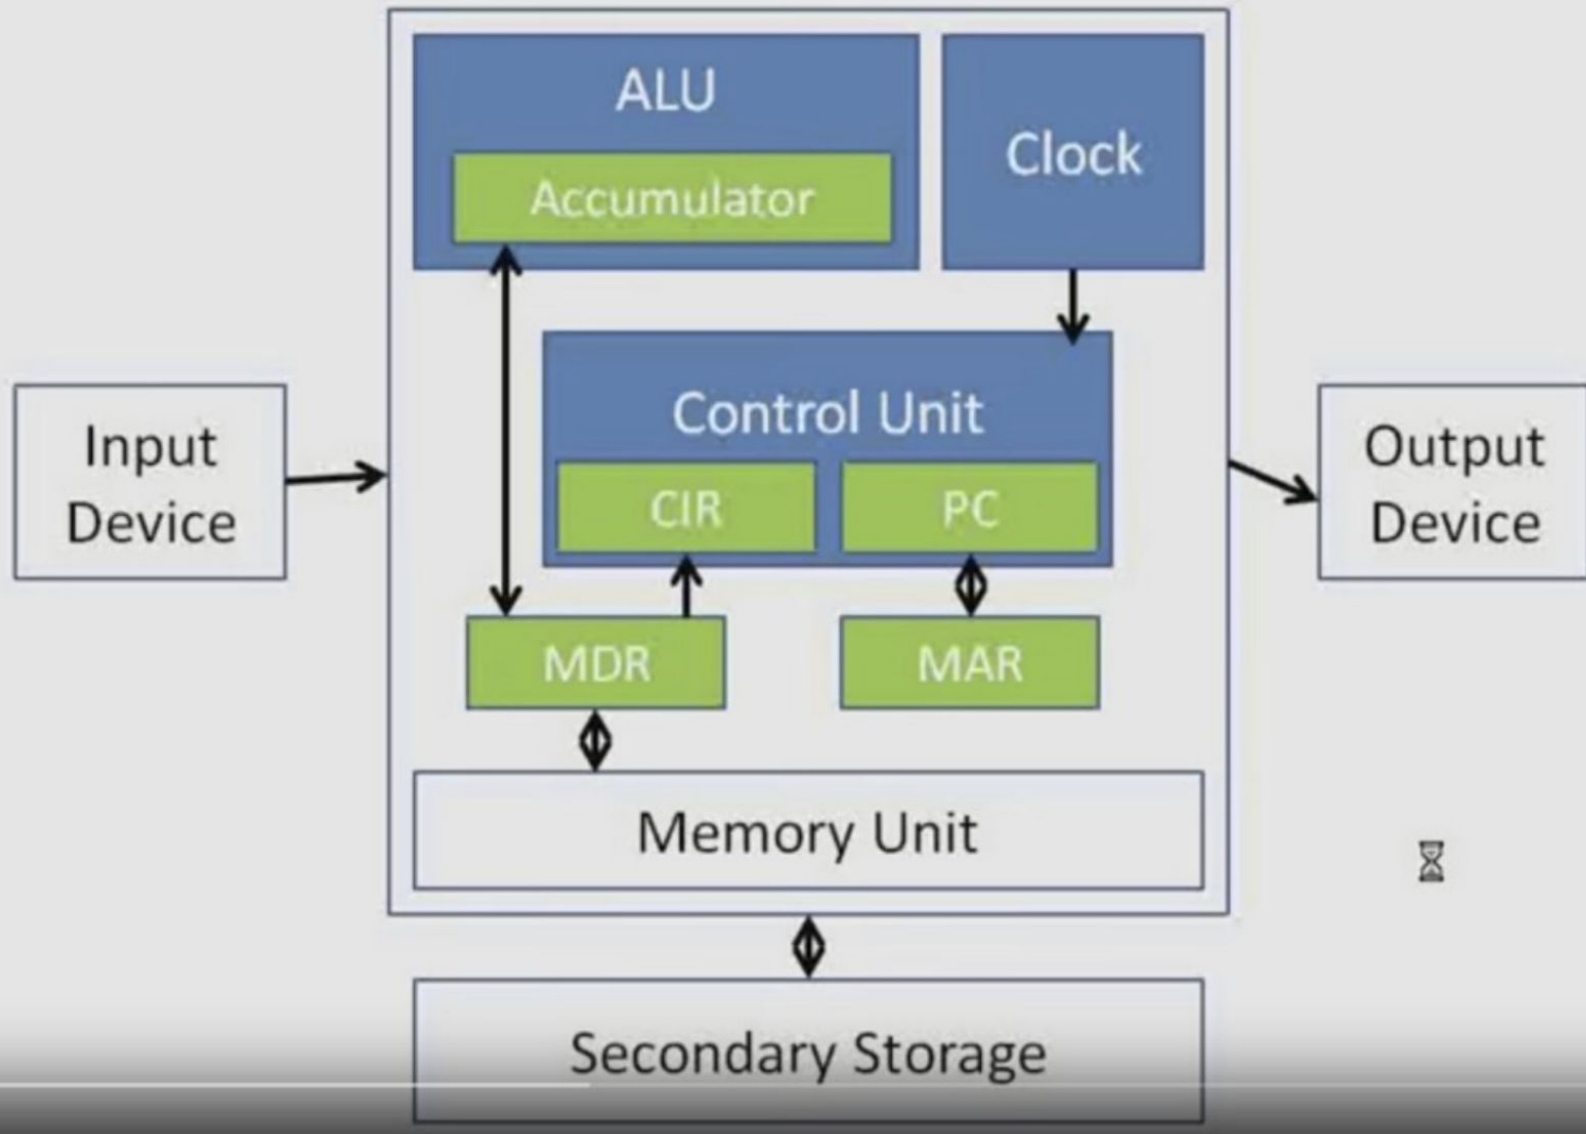 ALU
Clock
Accumulator
Input
Device
Control Unit
CIR
PC
Output
Device
MDR
MAR
Memory Unit
Secondary Storage